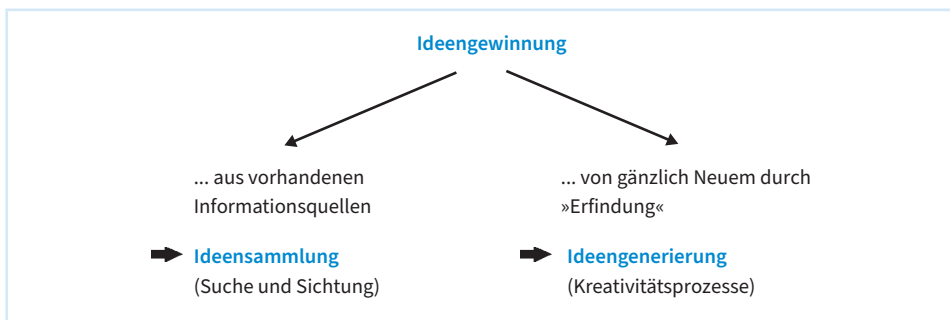 Ideengewinnung
... aus vorhandenen
Informationsquellen
... von gänzlich Neuem durch
»Erfindung«
Ideensammlung
(Suche und Sichtung)
Ideengenerierung
(Kreativitätsprozesse)